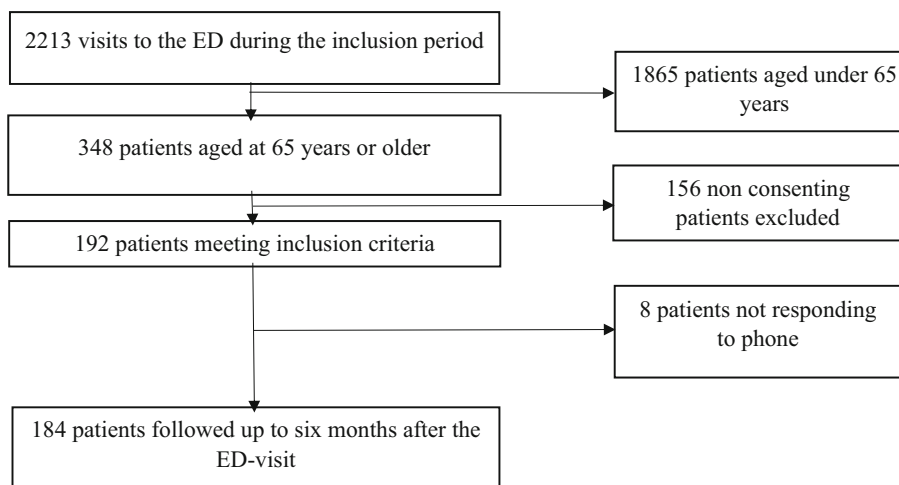 2213 visits to the ED during the inclusion period
1865 patients aged under 65
years
348 patients aged at 65 years or older
156 non consenting
patients excluded
192 patients meeting inclusion criteria
8 patients not responding
to phone
184 patients followed up to six months after the
ED-visit